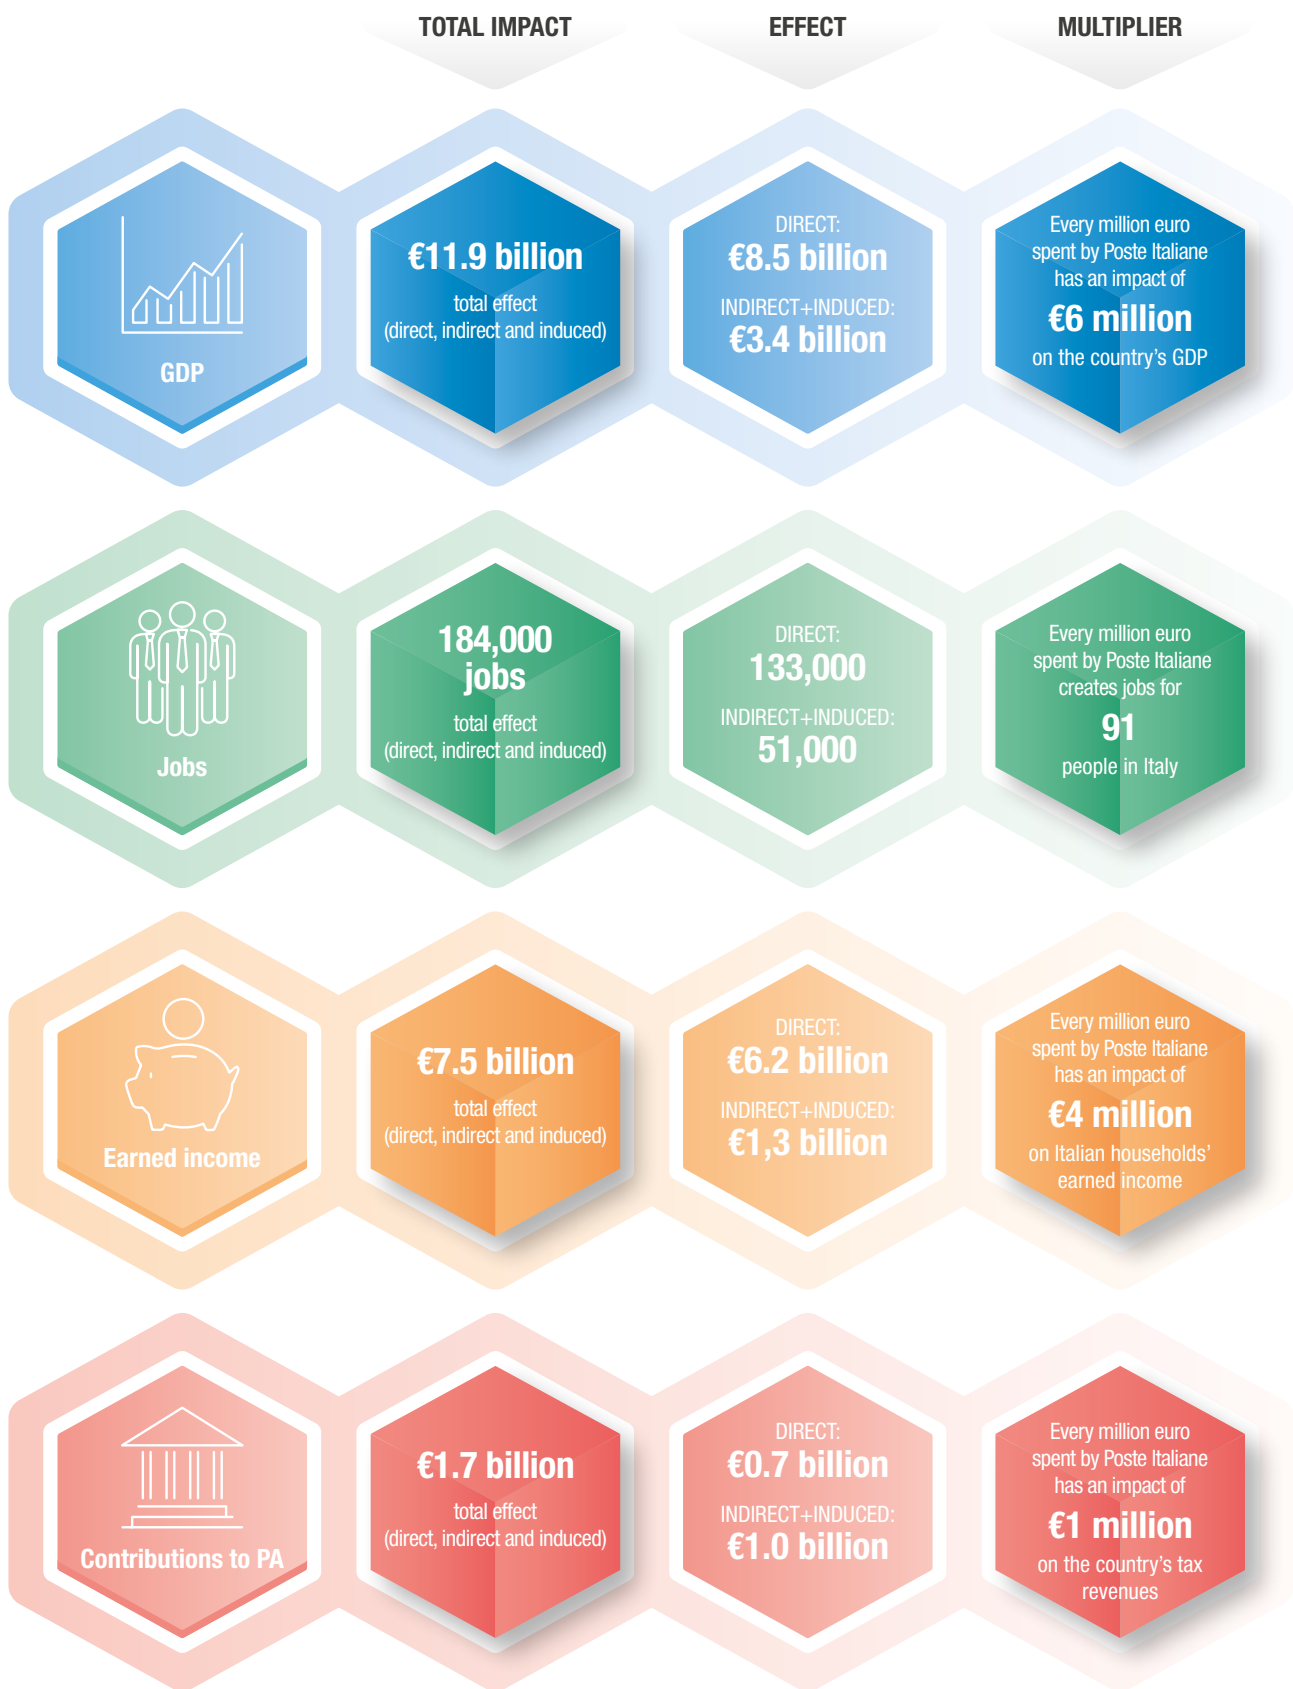 TOTAL IMPACT
EFFECT
MULTIPLIER
GDP
€11.9 billion
total effect
(direct, indirect and induced)
DIRECT:
€8.5 billion
INDIRECT+INDUCED:
€3.4 billion
Every million euro
spent by Poste Italiane
has an impact of
€6 million
on the country's GDP
Jobs
184,000
jobs
total effect
(direct, indirect and induced)
DIRECT:
133,000
INDIRECT+INDUCED:
51,000
Every million euro
spent by Poste Italiane
creates jobs for
91
people in Italy
Earned income
€7.5 billion
total effect
(direct, indirect and induced)
DIRECT:
€6.2 billion
INDIRECT+INDUCED:
€1,3 billion
Every million euro
spent by Poste Italiane
has an impact of
€4 million
on Italian households'
earned income
Contributions to PA
€1.7 billion
total effect
(direct, indirect and induced)
DIRECT:
€0.7 billion
INDIRECT+INDUCED:
€1.0 billion
Every million euro
spent by Poste Italiane
has an impact of
€1 million
on the country's tax
revenues